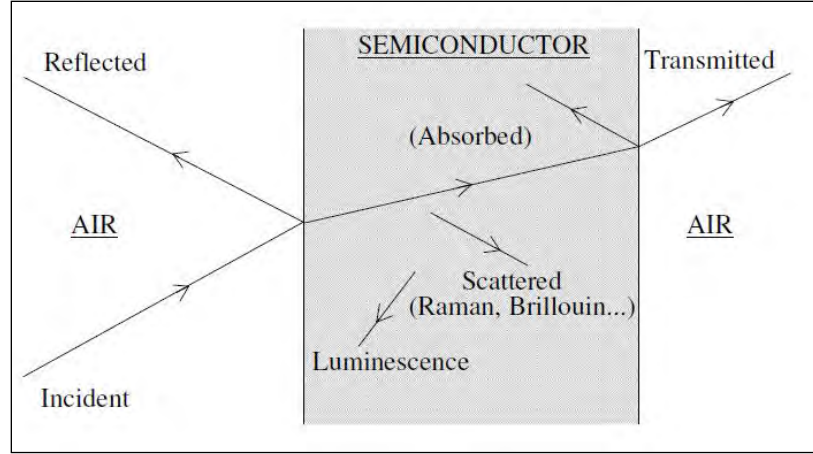 SEMICONDUCTOR
Reflected
Transmitted
(Absorbed)
AIR
AIR
Scattered
(Raman, Brillouin...)
Luminescence
Incident